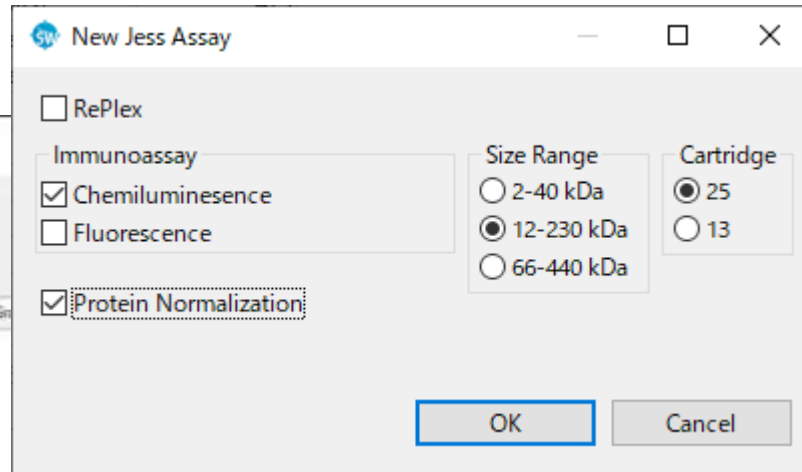 SW New Jess Assay
RePlex
Immunoassay
Chemiluminesence
Fluorescence
Size Range
2-40 kDa
12-230 kDa
66-440 kDa
Cartridge
25
13
Protein Normalization
OK
Cancel